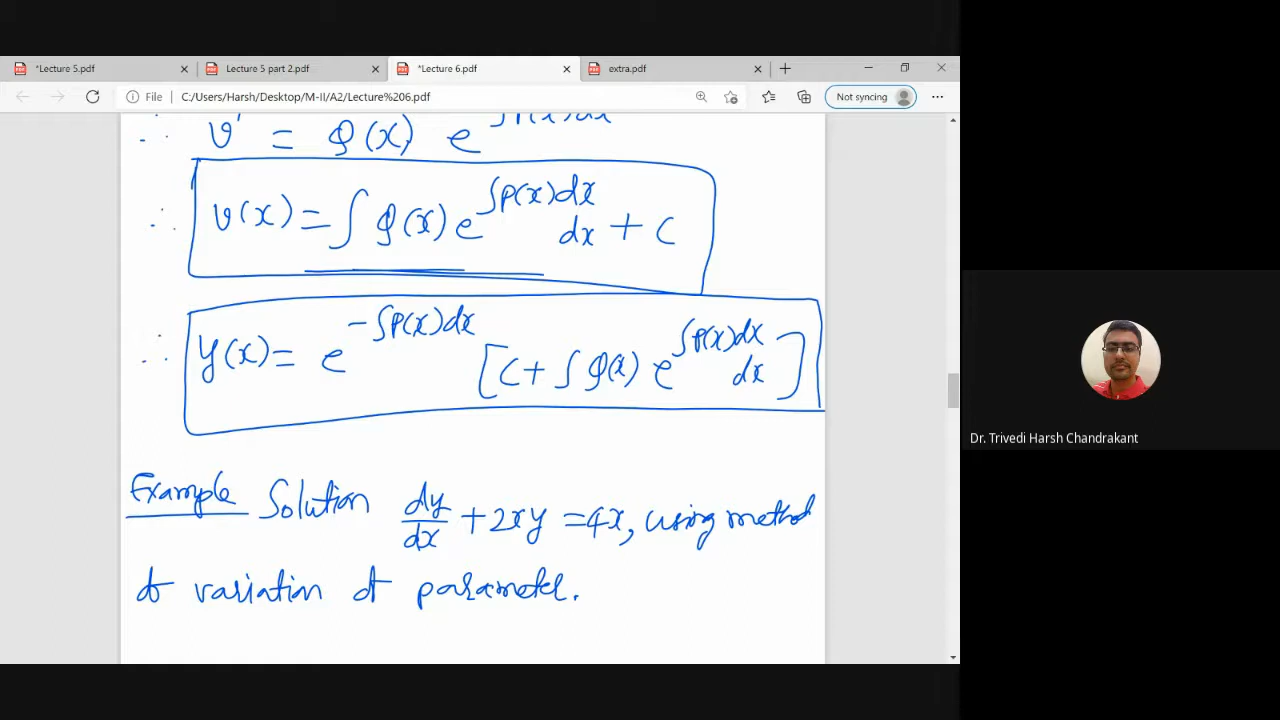 *Lecture 5.pdf
Lecture 5 part 2.pdf
*Lecture 6.pdf
extra.pdf
File
C:/Users/Harsh/Desktop/M-II/A2/Lecture%206.pdf
Not syncing
∴ v' = Q(x) e^∫P(x)dx
∴ v(x) = ∫ Q(x) e^∫P(x)dx dx + C
∴ y(x) = e^-∫P(x)dx [C + ∫ Q(x) e^∫P(x)dx dx]
Example Solution dy/dx + 2xy = 4x, using method
of variation of parameter.
Dr. Trivedi Harsh Chandrakant